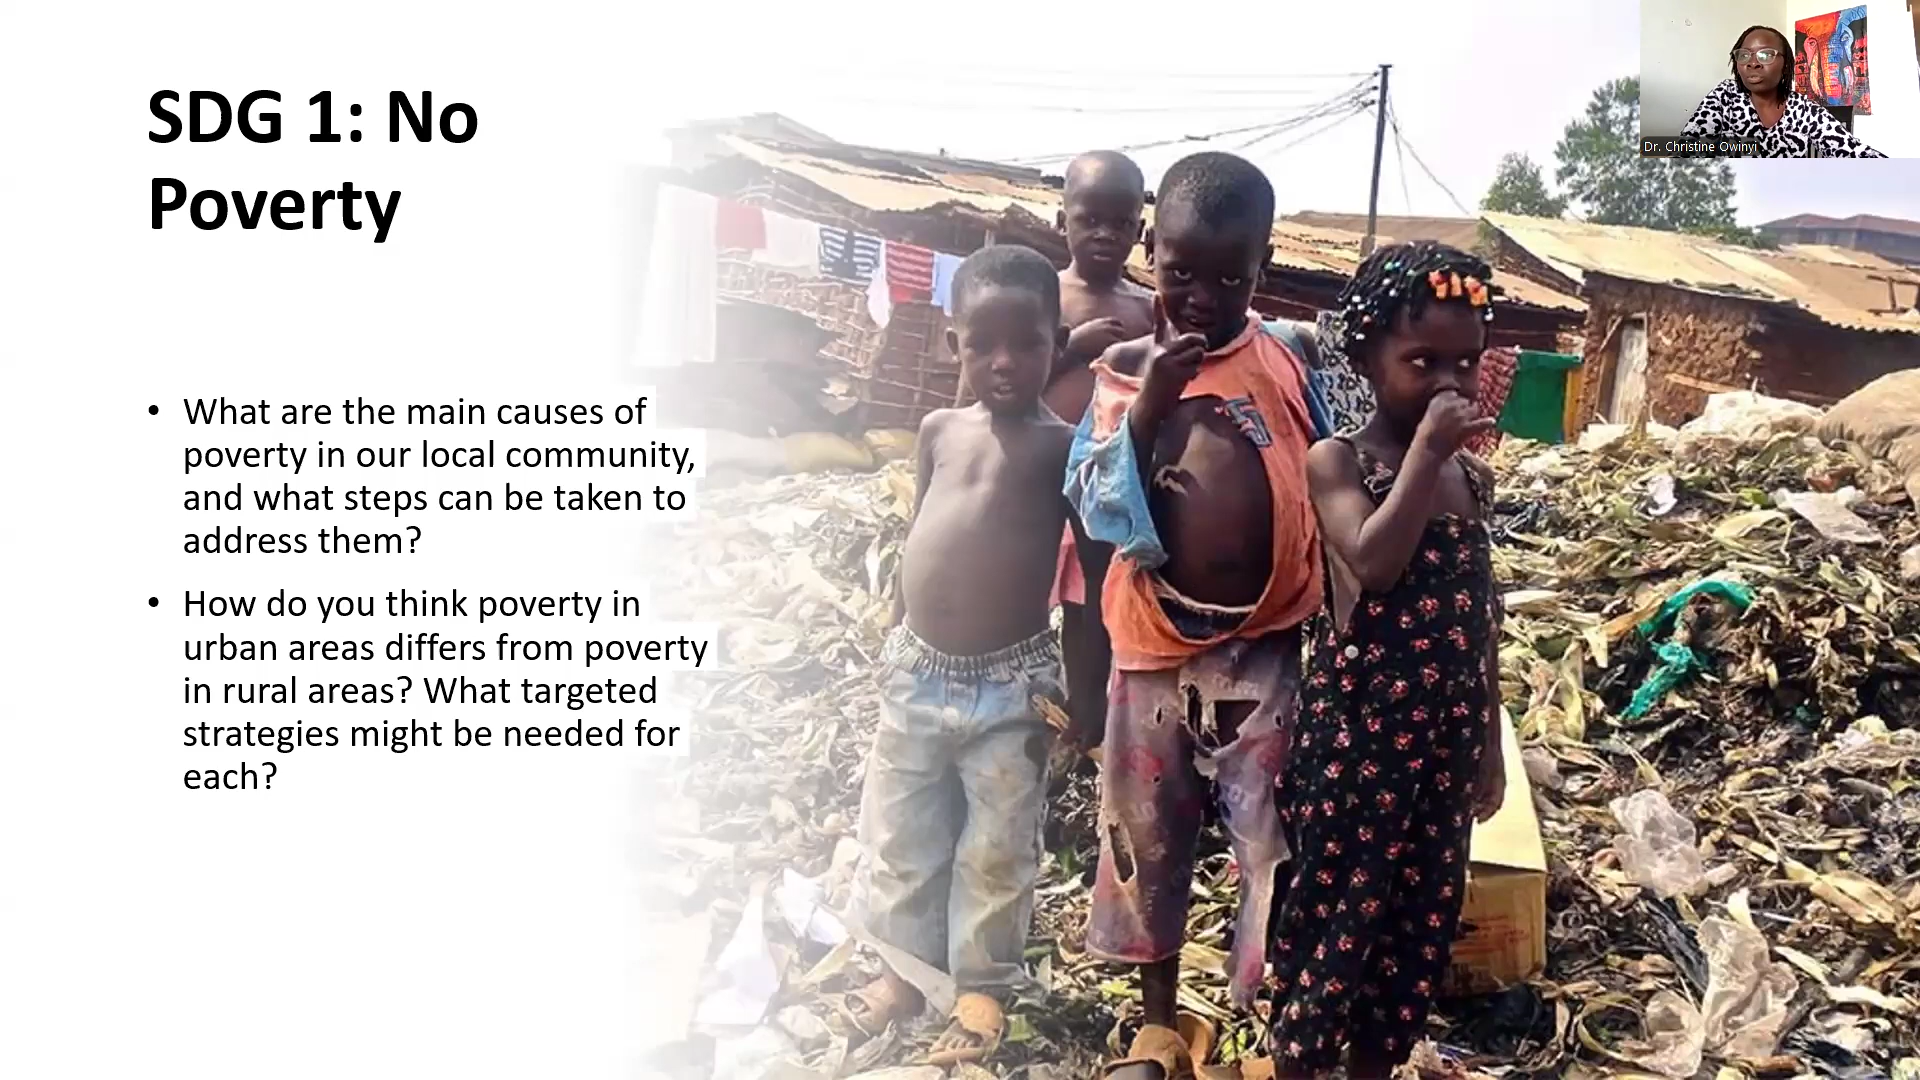 SDG 1: No
Poverty
• What are the main causes of
poverty in our local community,
and what steps can be taken to
address them?
• How do you think poverty in
urban areas differs from poverty
in rural areas? What targeted
strategies might be needed for
each?
Dr. Christine Owinyi